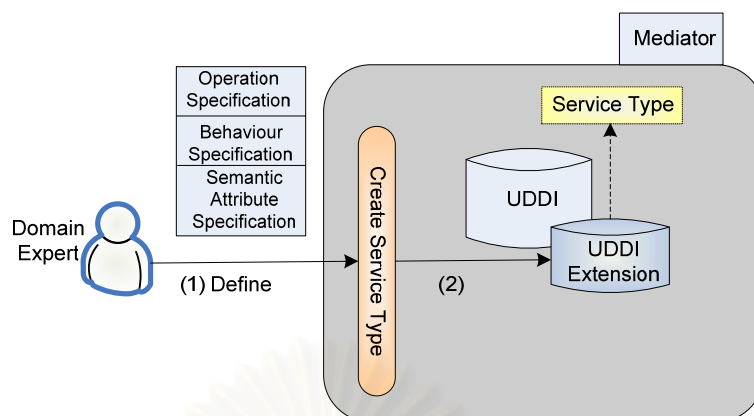 Mediator
Operation
Specification
Behaviour
Specification
Semantic
Attribute
Specification
Service Type
Domain
Expert
Create Service Type
UDDI
UDDI
Extension
(1) Define
(2)